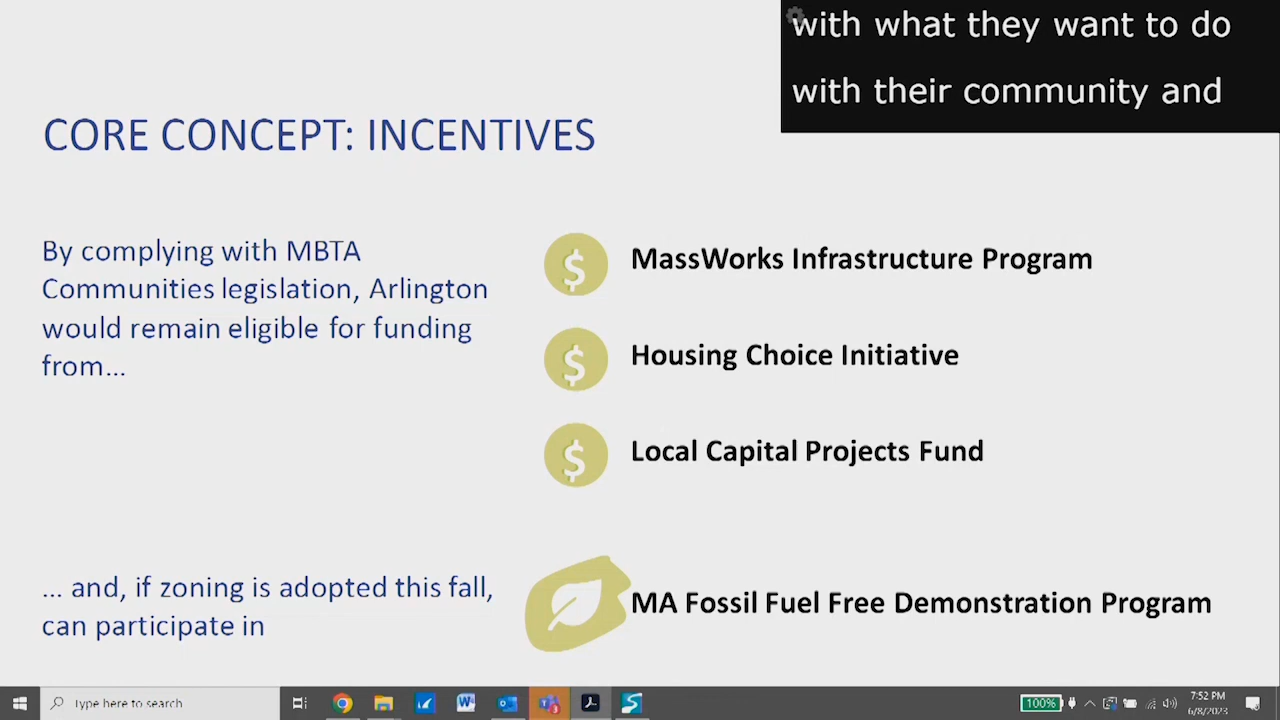 with what they want to do
with their community and
CORE CONCEPT: INCENTIVES
By complying with MBTA
Communities legislation, Arlington
would remain eligible for funding
from...
$ MassWorks Infrastructure Program
$ Housing Choice Initiative
$ Local Capital Projects Fund
... and, if zoning is adopted this fall,
can participate in
MA Fossil Fuel Free Demonstration Program
Type here to search
100%
7:52 PM
6/8/2023